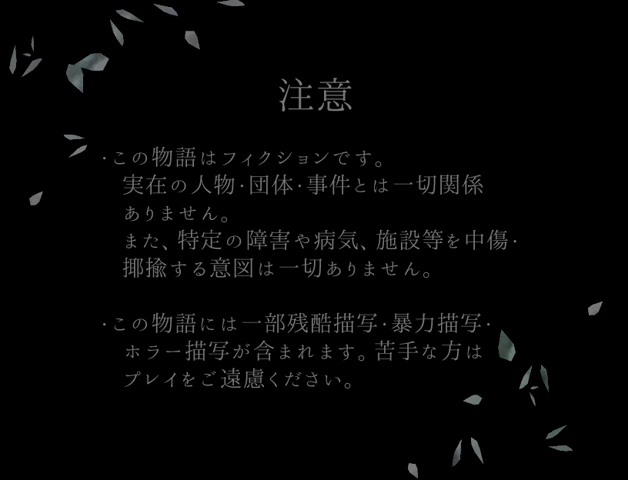 注意
·この物語はフィクションです。
実在の人物·団体·事件とは一切関係
ありません。
また、特定の障害や病気、施設等を中傷·
揶揄する意図は一切ありません。
·この物語には一部残酷描写·暴力描写·
ホラー描写が含まれます。苦手な方は
プレイをご遠慮ください。